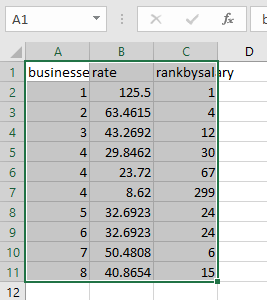 A1
A B C D
1 businesse rate rankbysalary
2 1 125.5 1
3 2 63.4615 4
4 3 43.2692 12
5 4 29.8462 30
6 4 23.72 67
7 4 8.62 299
8 5 32.6923 24
9 6 32.6923 24
10 7 50.4808 6
11 8 40.8654 15
12